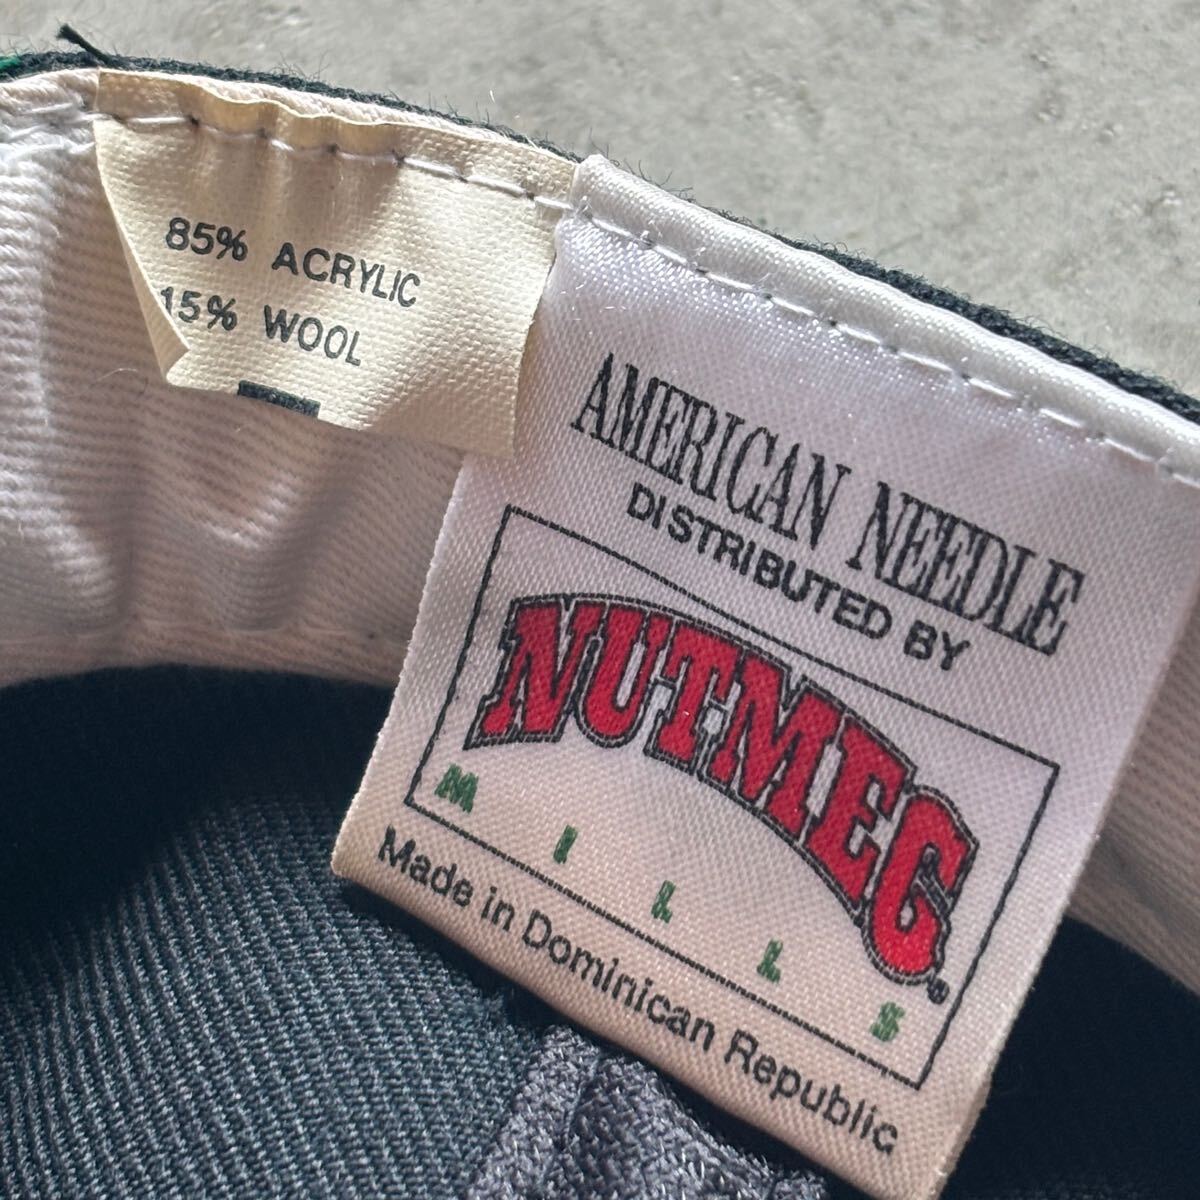 85% ACRYLIC
15% WOOL
AMERICAN NEEDLE
DISTRIBUTED BY
NUTMEG
MILLS
Made in Dominican Republic